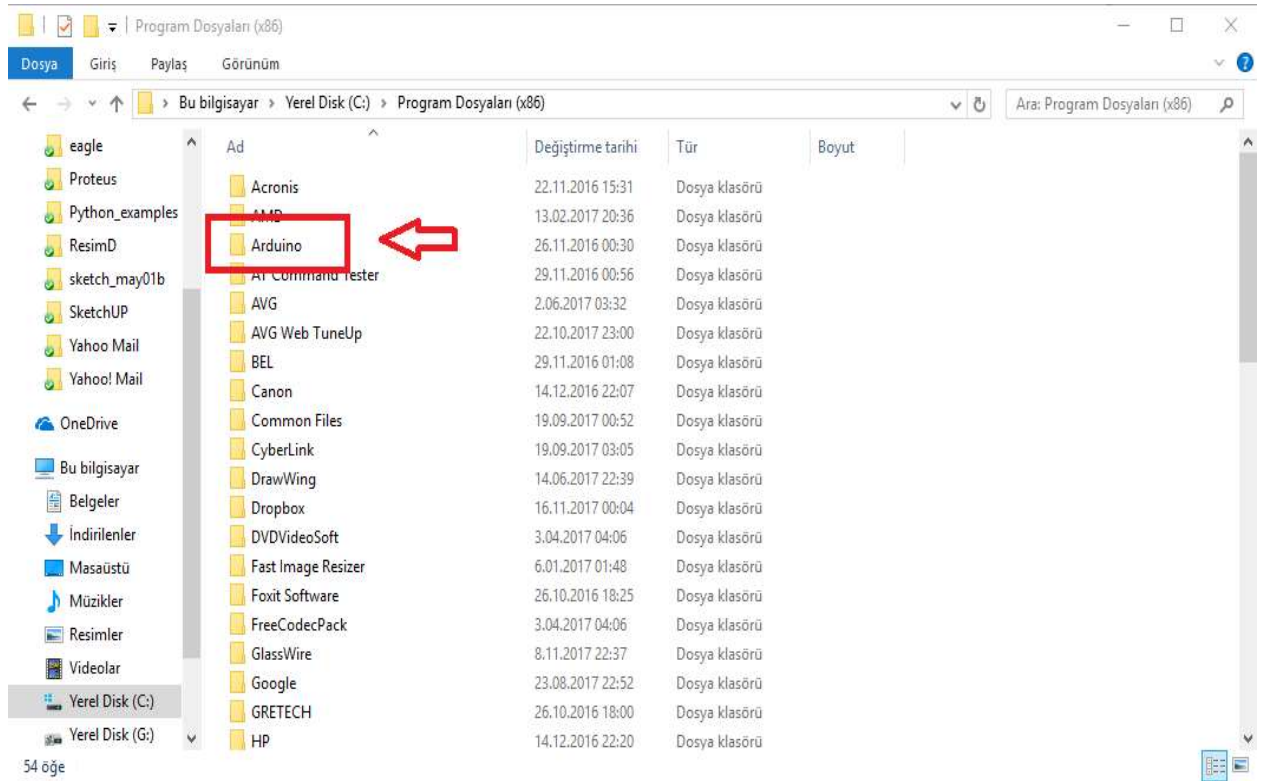 Program Dosyaları (x86)
Dosya Giriş Paylaş Görünüm
Bu bilgisayar > Yerel Disk (C:) > Program Dosyaları (x86)
Ara: Program Dosyaları (x86)
eagle
Proteus
Python_examples
ResimD
sketch_may01b
SketchUP
Yahoo Mail
Yahoo! Mail
OneDrive
Bu bilgisayar
Belgeler
İndirilenler
Masaüstü
Müzikler
Resimler
Videolar
Yerel Disk (C:)
Yerel Disk (G:)
Ad Değiştirme tarihi Tür Boyut
Acronis 22.11.2016 15:31 Dosya klasörü
AMD 13.02.2017 20:36 Dosya klasörü
Arduino 26.11.2016 00:30 Dosya klasörü
AT Command Tester 29.11.2016 00:56 Dosya klasörü
AVG 2.06.2017 03:32 Dosya klasörü
AVG Web TuneUp 22.10.2017 23:00 Dosya klasörü
BEL 29.11.2016 01:08 Dosya klasörü
Canon 14.12.2016 22:07 Dosya klasörü
Common Files 19.09.2017 00:52 Dosya klasörü
CyberLink 19.09.2017 03:05 Dosya klasörü
DrawWing 14.06.2017 22:39 Dosya klasörü
Dropbox 16.11.2017 00:04 Dosya klasörü
DVDVideoSoft 3.04.2017 04:06 Dosya klasörü
Fast Image Resizer 6.01.2017 01:48 Dosya klasörü
Foxit Software 26.10.2016 18:25 Dosya klasörü
FreeCodecPack 3.04.2017 04:06 Dosya klasörü
GlassWire 8.11.2017 22:37 Dosya klasörü
Google 23.08.2017 22:52 Dosya klasörü
GRETECH 26.10.2016 18:00 Dosya klasörü
HP 14.12.2016 22:20 Dosya klasörü
54 öğe